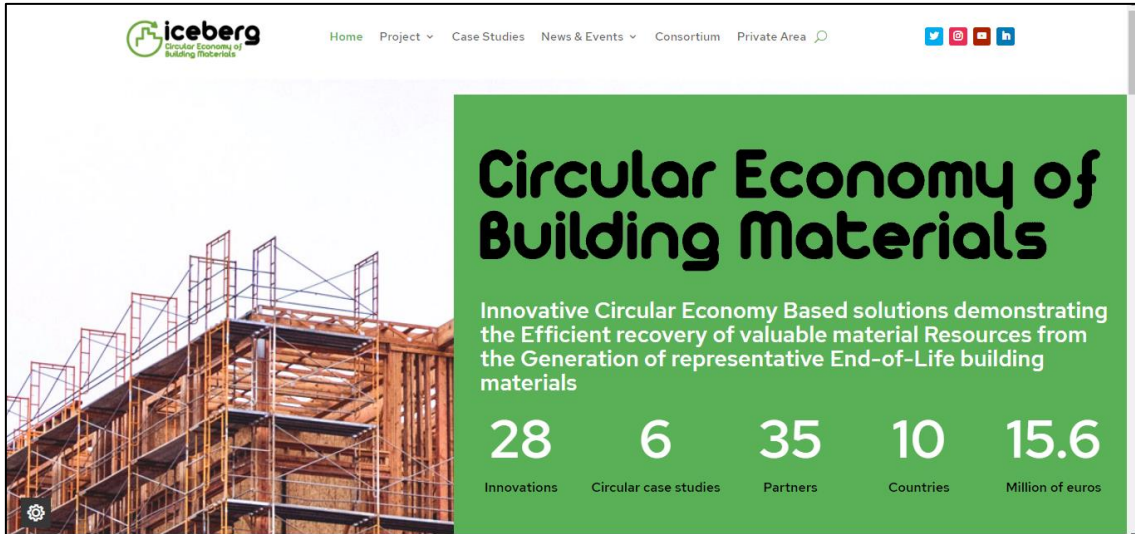 iceberg
Circular Economy of
Building Materials
Home Project Case Studies News & Events Consortium Private Area
Circular Economy of
Building Materials
Innovative Circular Economy Based solutions demonstrating
the Efficient recovery of valuable material Resources from
the Generation of representative End-of-Life building
materials
28 6 35 10 15.6
Innovations Circular case studies Partners Countries Million of euros